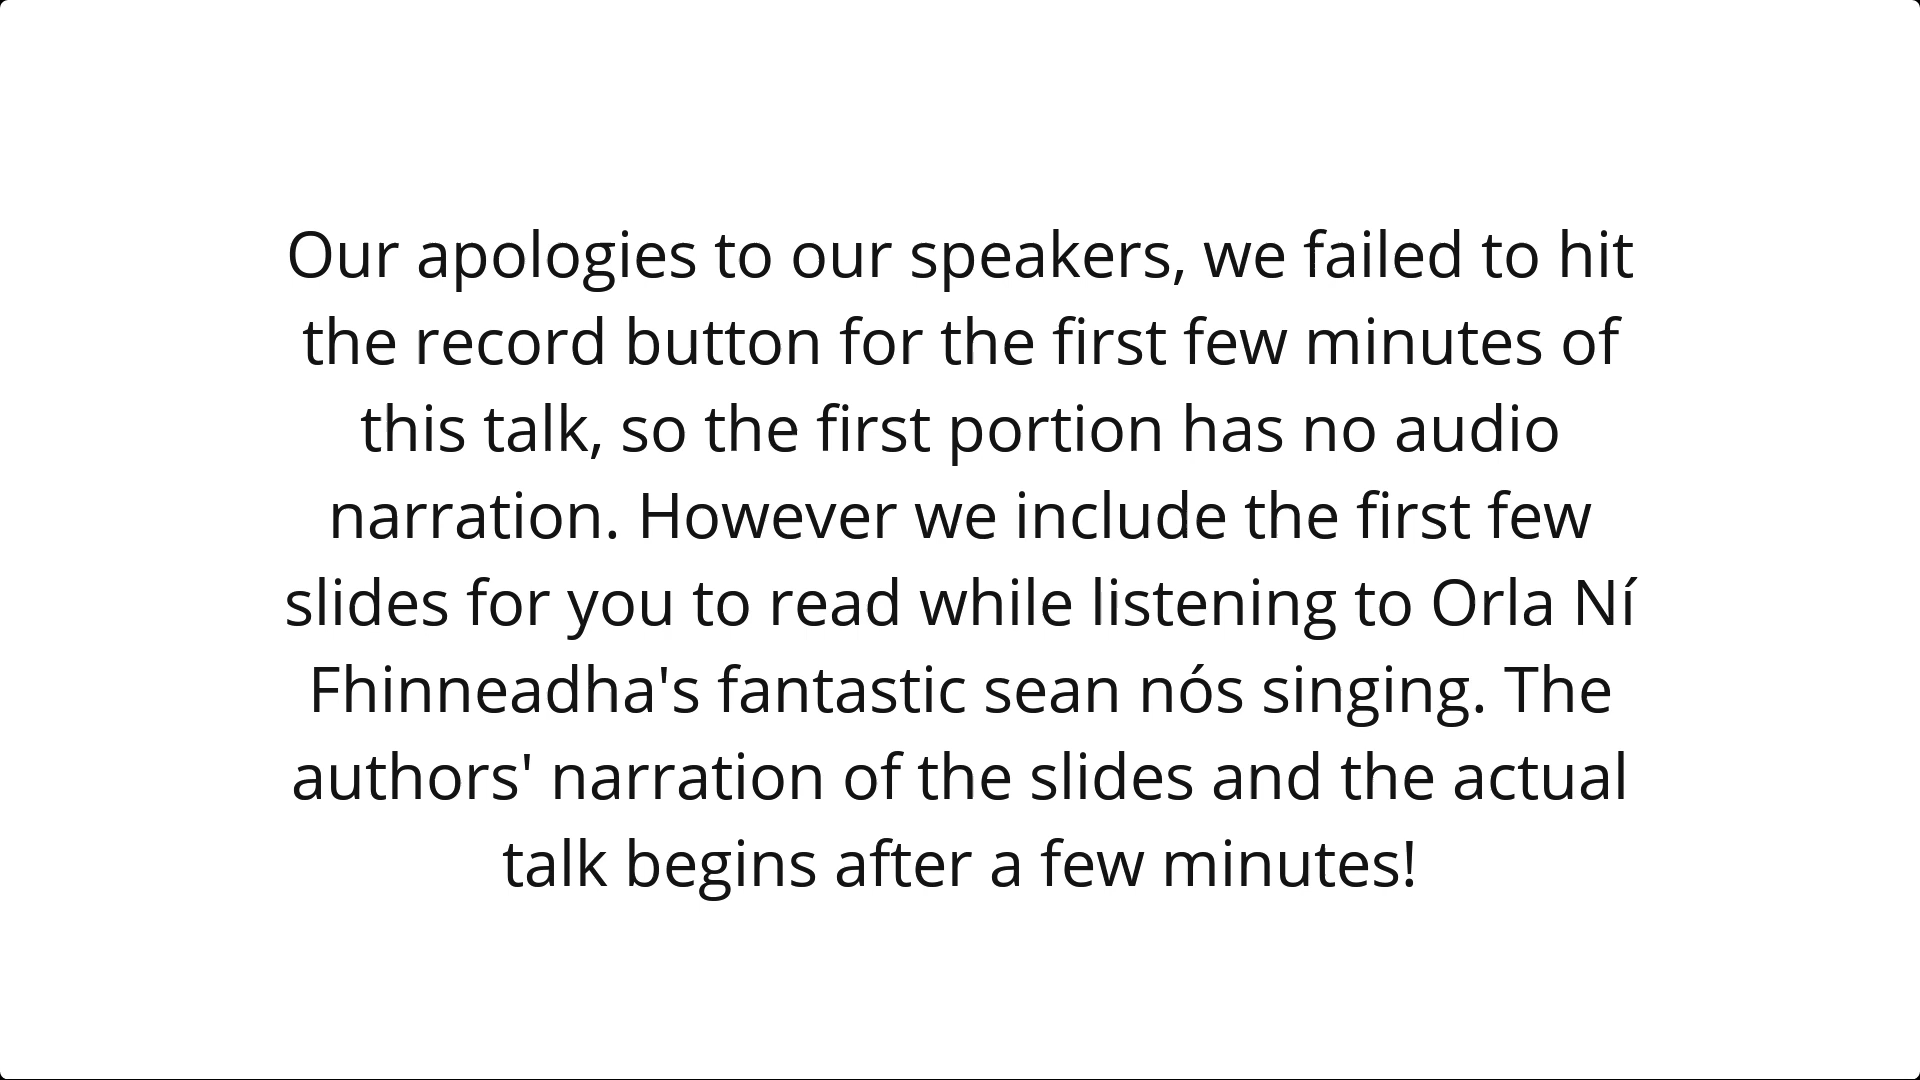 Our apologies to our speakers, we failed to hit
the record button for the first few minutes of
this talk, so the first portion has no audio
narration. However we include the first few
slides for you to read while listening to Orla Ní
Fhinneadha's fantastic sean nós singing. The
authors' narration of the slides and the actual
talk begins after a few minutes!